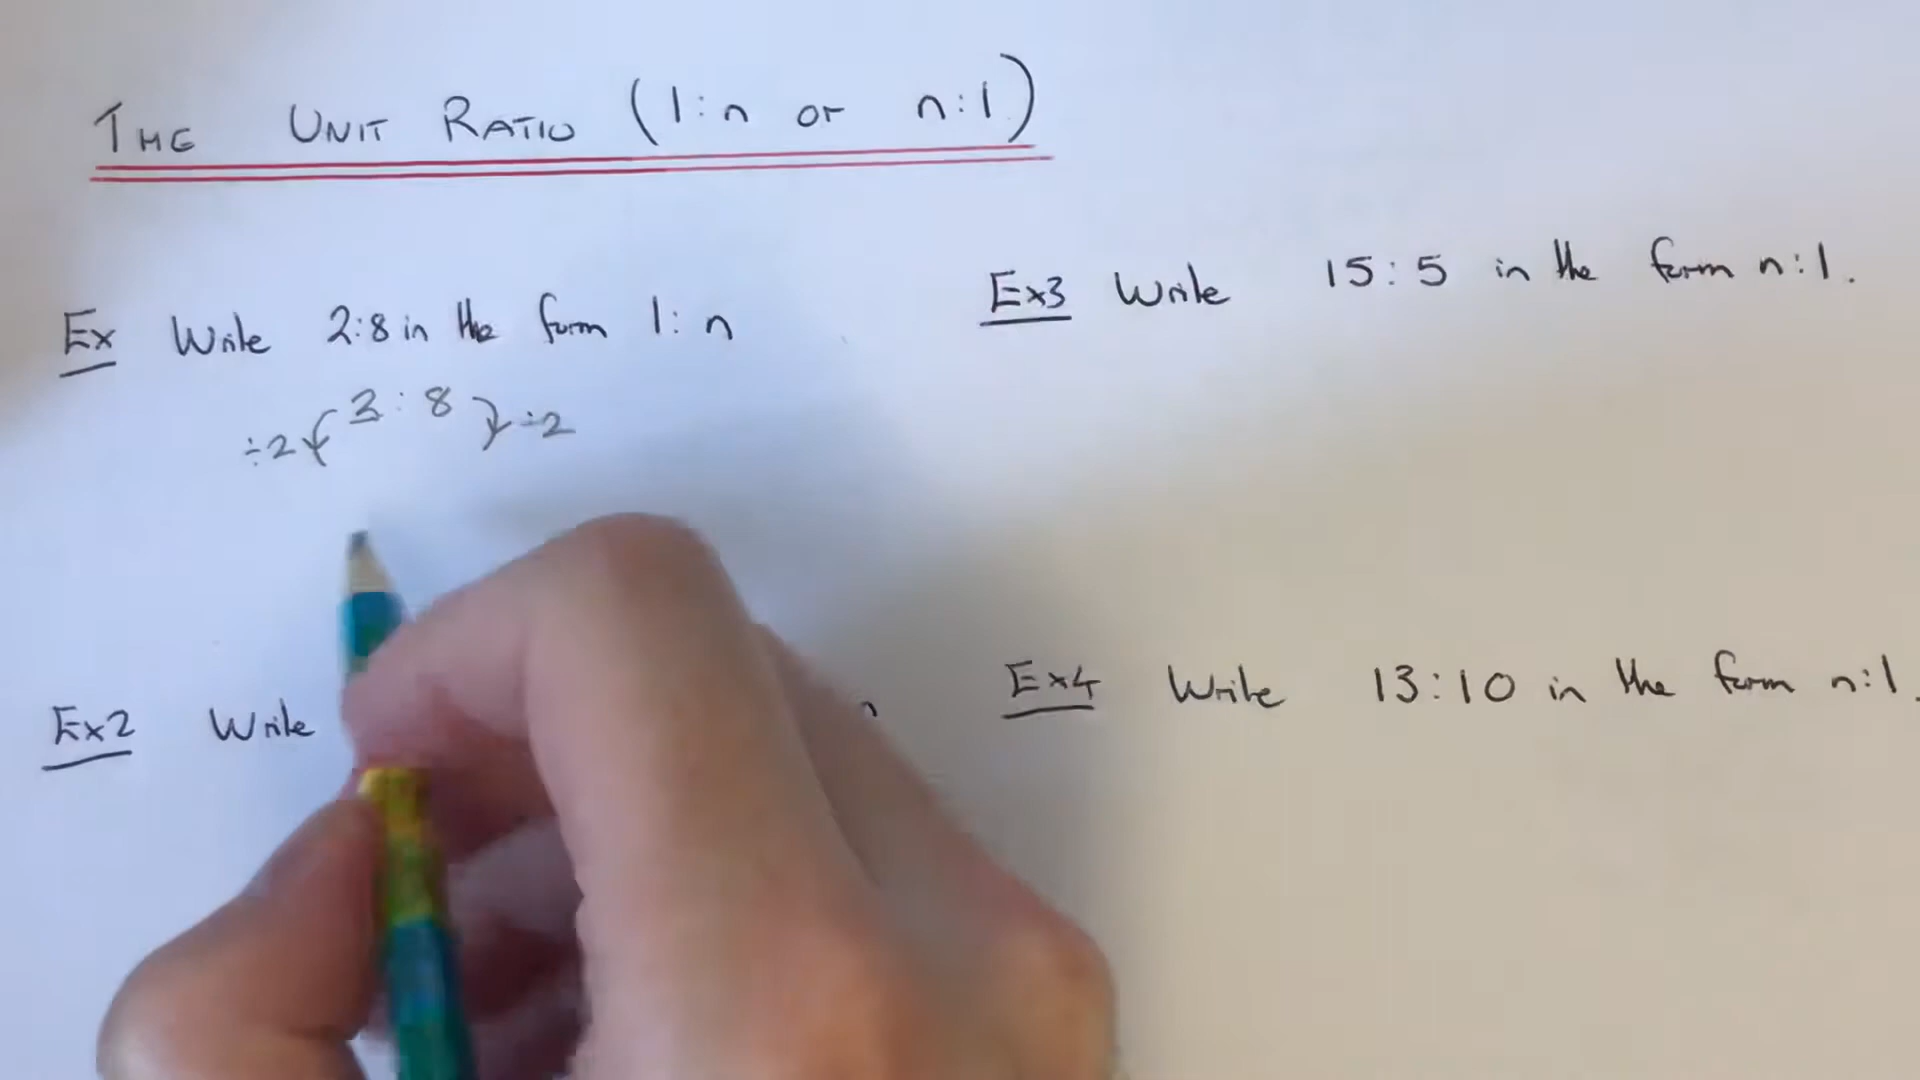 THE UNIT RATIO (1:n or n:1)
Ex Write 2:8 in the form 1:n
÷2 2:8 ÷2
Ex2 Write
Ex3 Write 15:5 in the form n:1.
Ex4 Write 13:10 in the form n:1.